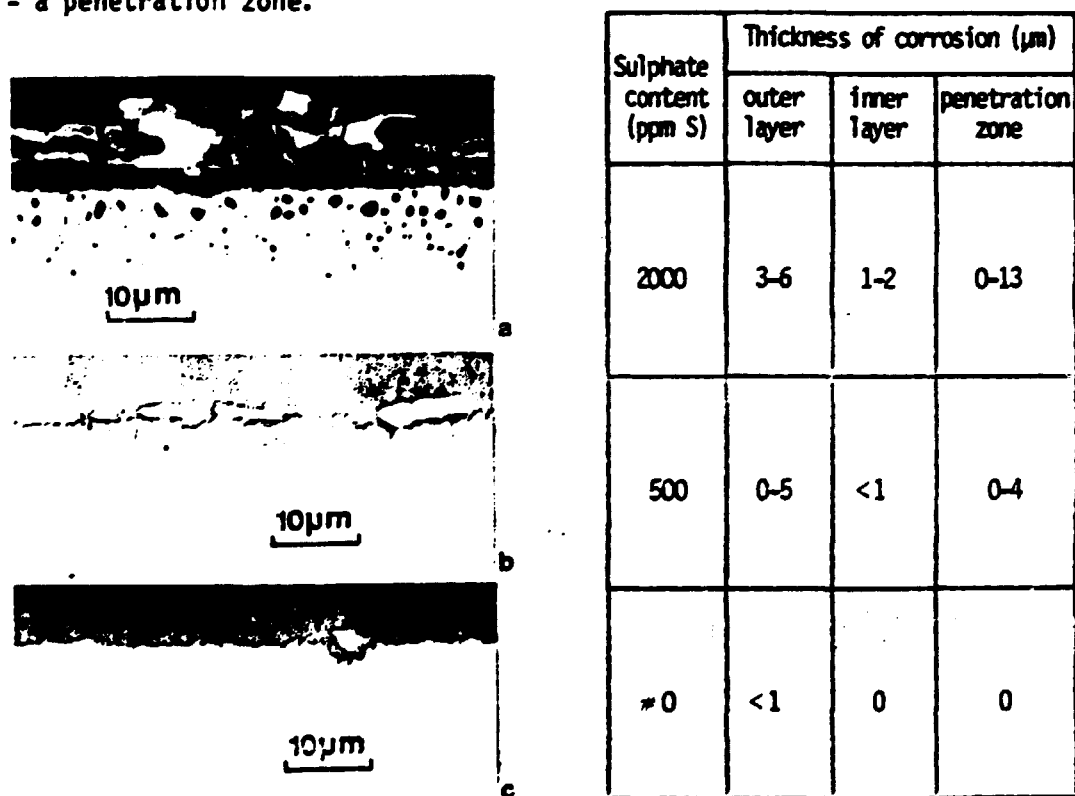 - a penetration zone.
10µm
a
10µm
b
10µm
c
Sulphate content (ppm S)
Thickness of corrosion (µm)
outer layer
inner layer
penetration zone
2000 3-6 1-2 0-13
500 0-5 <1 0-4
≠0 <1 0 0